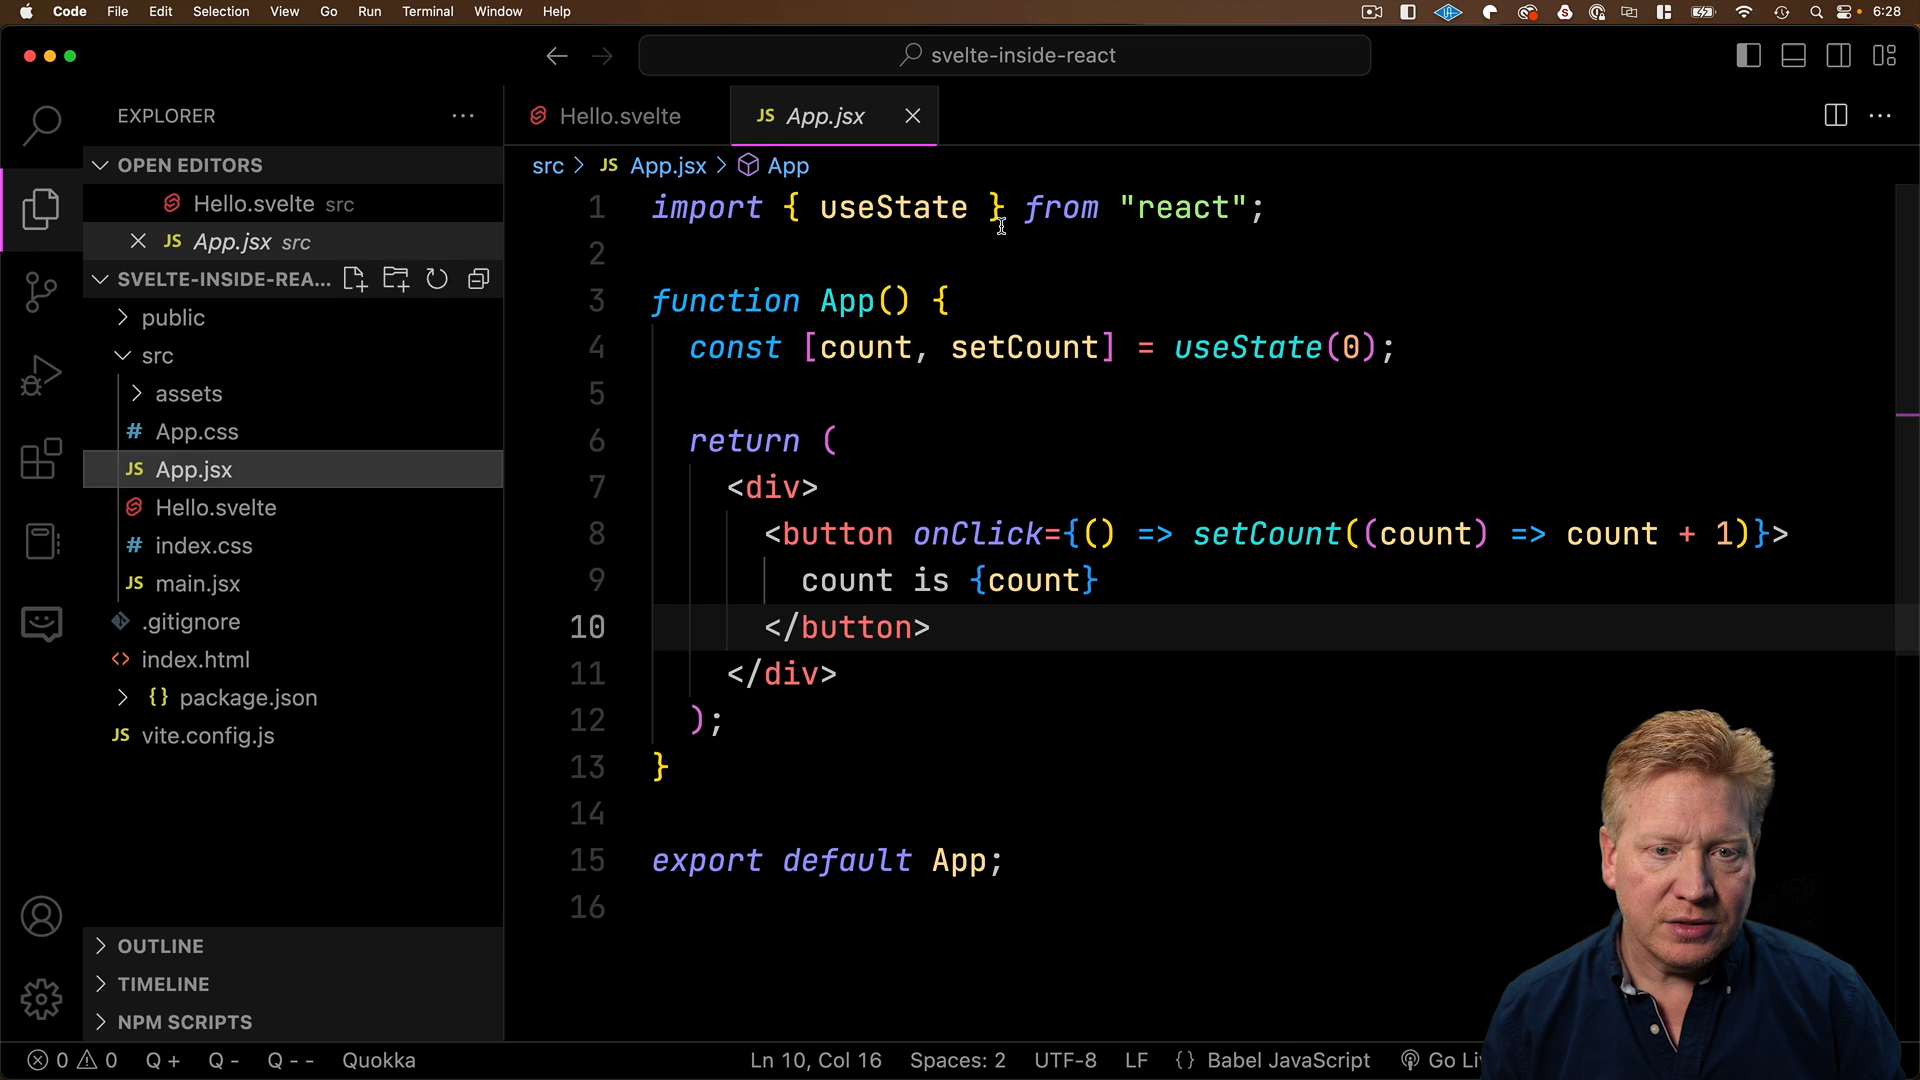 Code File Edit Selection View Go Run Terminal Window Help 6:28
svelte-inside-react
EXPLORER
OPEN EDITORS
Hello.svelte src
JS App.jsx src
SVELTE-INSIDE-REA...
public
src
assets
# App.css
JS App.jsx
Hello.svelte
# index.css
JS main.jsx
.gitignore
<> index.html
{} package.json
JS vite.config.js
OUTLINE
TIMELINE
NPM SCRIPTS
Hello.svelte JS App.jsx
src > JS App.jsx > App
1 import { useState } from "react";
2
3 function App() {
4 const [count, setCount] = useState(0);
5
6 return (
7 <div>
8 <button onClick={() => setCount((count) => count + 1)}>
9 count is {count}
10 </button>
11 </div>
12 );
13 }
14
15 export default App;
16
0 0 Q + Q - Q - - Quokka Ln 10, Col 16 Spaces: 2 UTF-8 LF {} Babel JavaScript Go